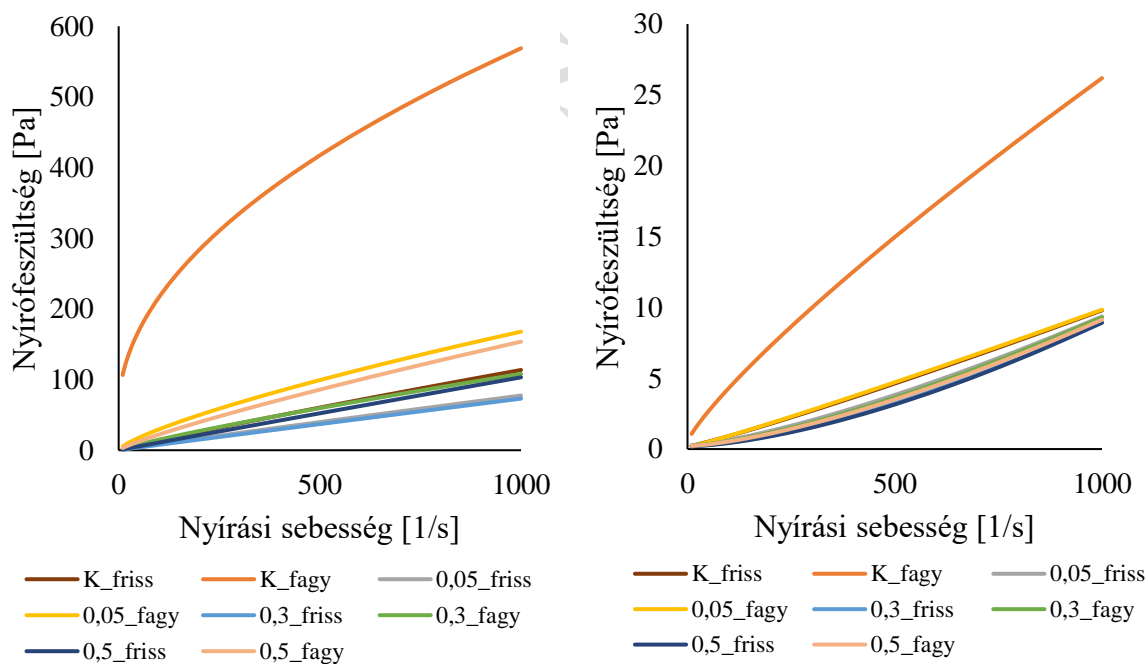 600
500
400
300
200
100
0
Nyírófeszültség [Pa]
0 500 1000
Nyírási sebesség [1/s]
K_friss K_fagy 0,05_friss
0,05_fagy 0,3_friss 0,3_fagy
0,5_friss 0,5_fagy
30
25
20
15
10
5
0
Nyírófeszültség [Pa]
0 500 1000
Nyírási sebesség [1/s]
K_friss K_fagy 0,05_friss
0,05_fagy 0,3_friss 0,3_fagy
0,5_friss 0,5_fagy